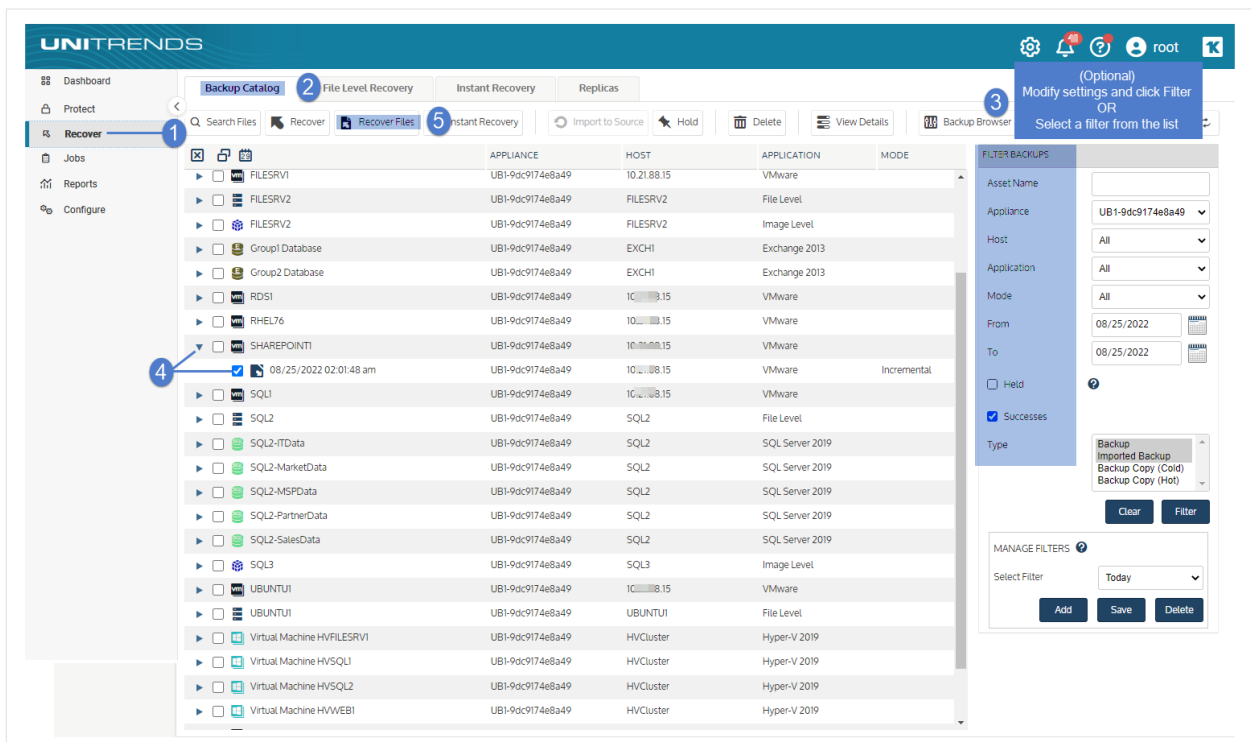 UNITRENDS
40
root
Dashboard
Protect
Recover
Jobs
Reports
Configure
1
Backup Catalog
2
File Level Recovery
Instant Recovery
Replicas
(Optional)
Modify settings and click Filter
OR
Select a filter from the list
3
Search Files
Recover
Recover Files
5
Instant Recovery
Import to Source
Hold
Delete
View Details
Backup Browser
APPLIANCE HOST APPLICATION MODE
FILESRV1 UB1-9dc9174e8a49 10.21.88.15 VMware
FILESRV2 UB1-9dc9174e8a49 FILESRV2 File Level
FILESRV2 UB1-9dc9174e8a49 FILESRV2 Image Level
Group1 Database UB1-9dc9174e8a49 EXCH1 Exchange 2013
Group2 Database UB1-9dc9174e8a49 EXCH1 Exchange 2013
RDS1 UB1-9dc9174e8a49 VMware
RHEL76 UB1-9dc9174e8a49 VMware
SHAREPOINT1 UB1-9dc9174e8a49 VMware
4
08/25/2022 02:01:48 am UB1-9dc9174e8a49 VMware Incremental
SQL1 UB1-9dc9174e8a49 VMware
SQL2 UB1-9dc9174e8a49 SQL2 File Level
SQL2-ITData UB1-9dc9174e8a49 SQL2 SQL Server 2019
SQL2-MarketData UB1-9dc9174e8a49 SQL2 SQL Server 2019
SQL2-MSPData UB1-9dc9174e8a49 SQL2 SQL Server 2019
SQL2-PartnerData UB1-9dc9174e8a49 SQL2 SQL Server 2019
SQL2-SalesData UB1-9dc9174e8a49 SQL2 SQL Server 2019
SQL3 UB1-9dc9174e8a49 SQL3 Image Level
UBUNTU1 UB1-9dc9174e8a49 VMware
UBUNTU1 UB1-9dc9174e8a49 UBUNTU1 File Level
Virtual Machine HVFILESRV1 UB1-9dc9174e8a49 HVCluster Hyper-V 2019
Virtual Machine HVSQL1 UB1-9dc9174e8a49 HVCluster Hyper-V 2019
Virtual Machine HVSQL2 UB1-9dc9174e8a49 HVCluster Hyper-V 2019
Virtual Machine HVWEB1 UB1-9dc9174e8a49 HVCluster Hyper-V 2019
FILTER BACKUPS
Asset Name
Appliance UB1-9dc9174e8a49
Host All
Application All
Mode All
From 08/25/2022
To 08/25/2022
Held
Successes
Type
Backup
Imported Backup
Backup Copy (Cold)
Backup Copy (Hot)
Clear
Filter
MANAGE FILTERS
Select Filter Today
Add
Save
Delete